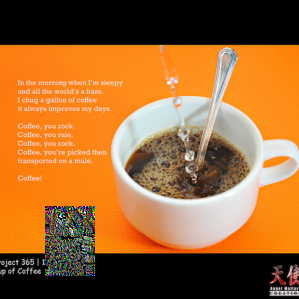 In the morning when I'm sleepy
and all the world's a haze,
I chug a gallon of coffee
it always improves my days.

Coffee, you rock.
Coffee, you rule.
Coffee, you rock.
Coffee, you're picked then
transported on a mule.

Coffee!

roject 365 |
up of Coffee
天使